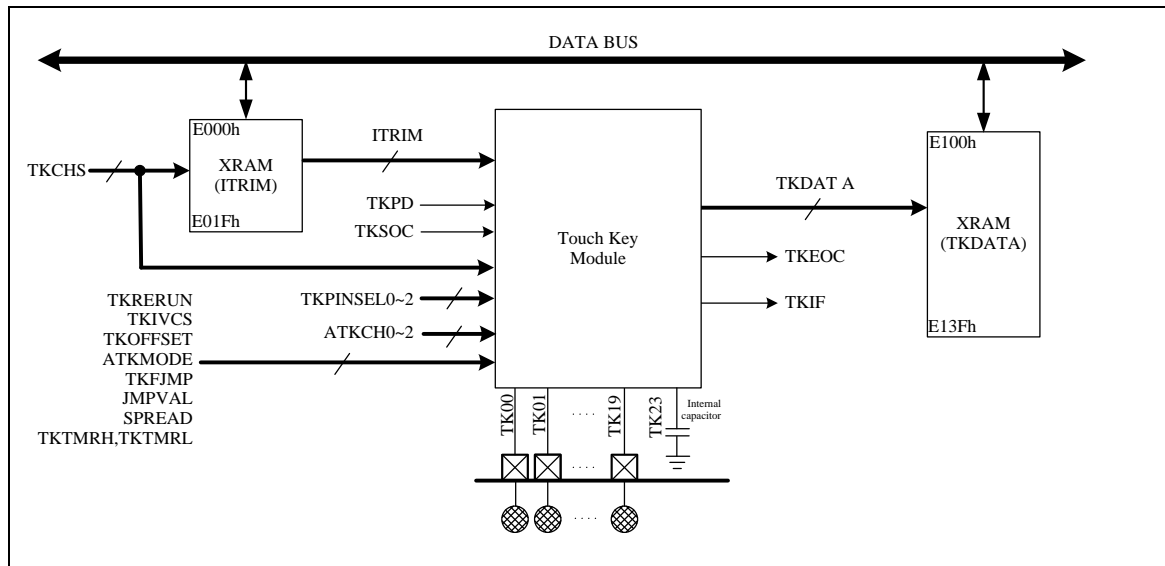 DATA BUS
E000h
XRAM
(ITRIM)
E01Fh
TKCHS
ITRIM
TKPD
TKSOC
TKPINSEL0~2
ATKCH0~2
TKRERUN
TKIVCS
TKOFFSET
ATKMODE
TKFJMP
JMPVAL
SPREAD
TKTMRH,TKTMRL
Touch Key
Module
TKDAT A
TKEOC
TKIF
E100h
XRAM
(TKDATA)
E13Fh
TK00
TK01
. . . .
TK19
TK23
Internal
capacitor
. . . .
. . . .